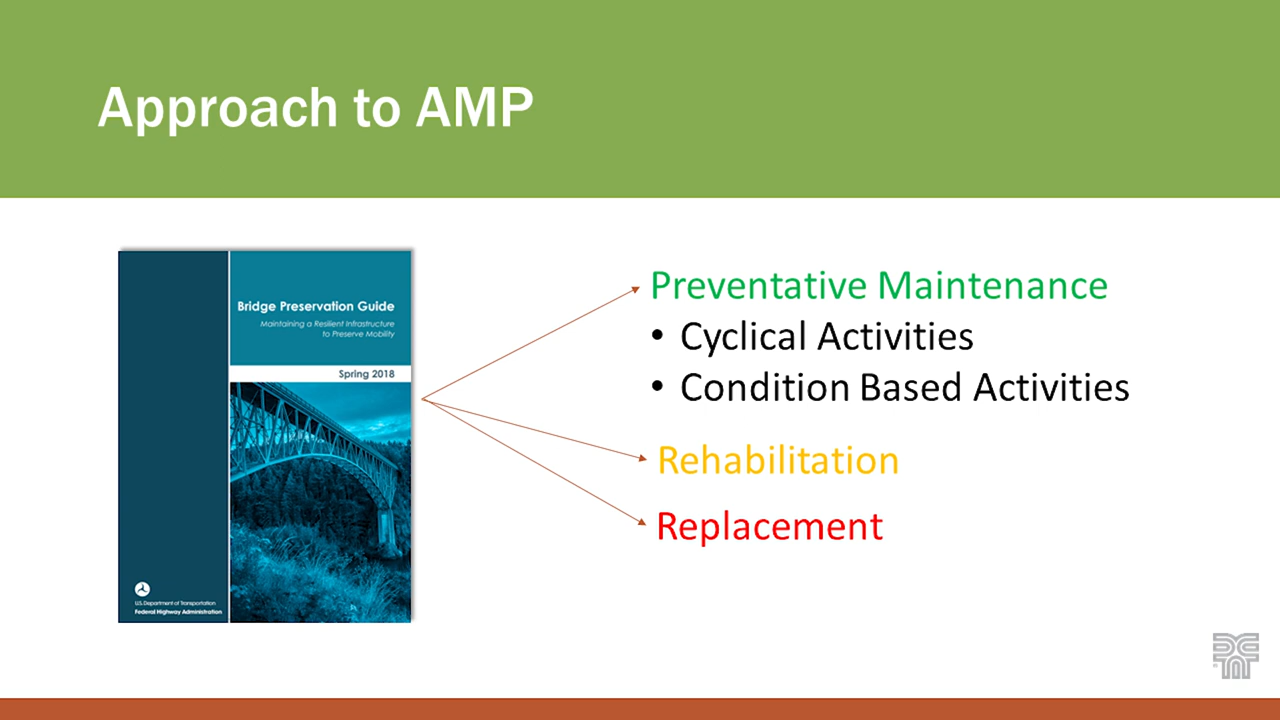 Approach to AMP
Bridge Preservation Guide
Maintaining a Resilient Infrastructure
to Preserve Mobility
Spring 2018
U.S. Department of Transportation
Federal Highway Administration
Preventative Maintenance
• Cyclical Activities
• Condition Based Activities
Rehabilitation
Replacement